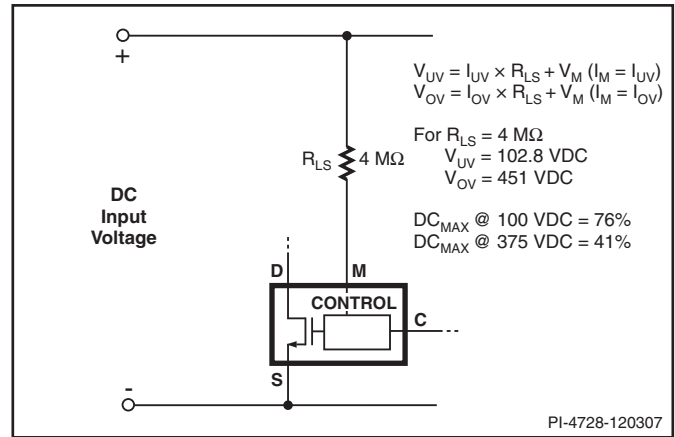 +
V_UV = I_UV × R_LS + V_M (I_M = I_UV)
V_OV = I_OV × R_LS + V_M (I_M = I_OV)
For R_LS = 4 MΩ
V_UV = 102.8 VDC
V_OV = 451 VDC
R_LS 4 MΩ
DC
Input
Voltage
DC_MAX @ 100 VDC = 76%
DC_MAX @ 375 VDC = 41%
D M
CONTROL
C
S
-
PI-4728-120307